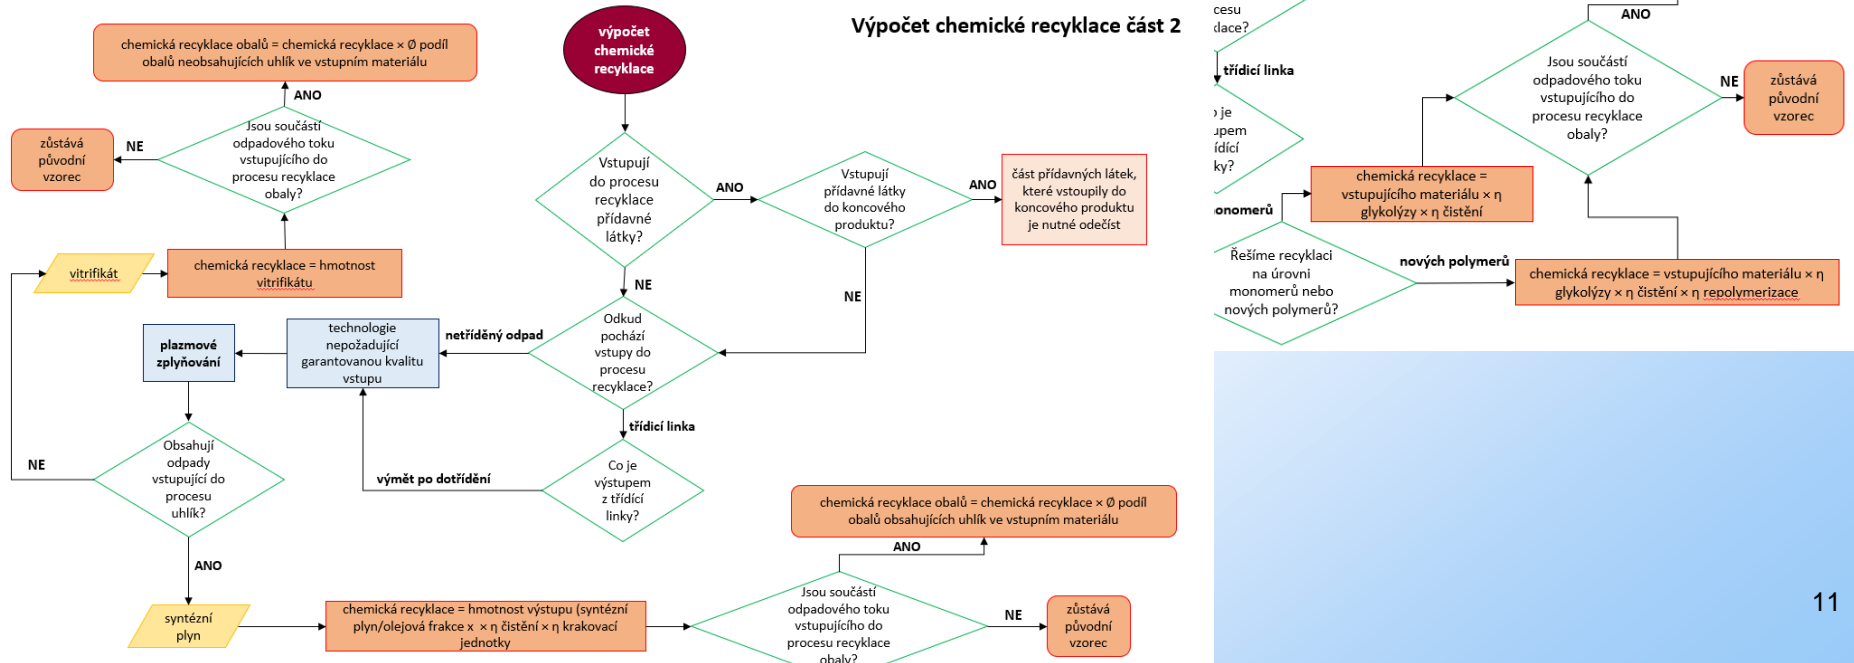 Výpočet chemické recyklace část 2
výpočet
chemické
recyklace
chemická recyklace obalů = chemická recyklace × Ø podíl
obalů neobsahujících uhlík ve vstupním materiálu
ANO
Jsou součástí
odpadového toku
vstupujícího do
procesu recyklace
obaly?
NE
zůstává
původní
vzorec
Vstupují
do procesu
recyklace
přídavné
látky?
ANO
Vstupují
přídavné látky
do koncového
produktu?
ANO
část přídavných látek,
které vstoupily do
koncového produktu
je nutné odečíst
NE
NE
vitrifikát
chemická recyklace = hmotnost
vitrifikátu
Odkud
pochází
vstupy do
procesu
recyklace?
netříděný odpad
technologie
nepožadující
garantovanou kvalitu
vstupu
plazmové
zplyňování
třídicí linka
Co je
výstupem
z třídící
linky?
výmět po dotřídění
Obsahují
odpady
vstupující do
procesu
uhlík?
NE
ANO
syntézní
plyn
chemická recyklace = hmotnost výstupu (syntézní
plyn/olejová frakce x × η čistění × η krakovací
jednotky
Jsou součástí
odpadového toku
vstupujícího do
procesu recyklace
obaly?
ANO
chemická recyklace obalů = chemická recyklace × Ø podíl
obalů obsahujících uhlík ve vstupním materiálu
NE
zůstává
původní
vzorec
cesu
klace?
třídicí linka
o je
upem
ídící
ky?
ANO
Jsou součástí
odpadového toku
vstupujícího do
procesu recyklace
obaly?
NE
zůstává
původní
vzorec
chemická recyklace =
vstupujícího materiálu × η
glykolýzy × η čistění
onomerů
Řešíme recyklaci
na úrovni
monomerů nebo
nových polymerů?
nových polymerů
chemická recyklace = vstupujícího materiálu × η
glykolýzy × η čistění × η repolymerizace
11